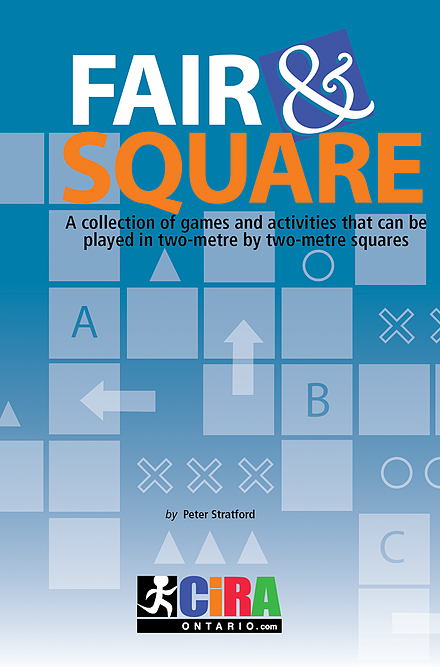 FAIR &
SQUARE
A collection of games and activities that can be
played in two-metre by two-metre squares
A
B
by Peter Stratford
C
CiRA
ONTARIO.com